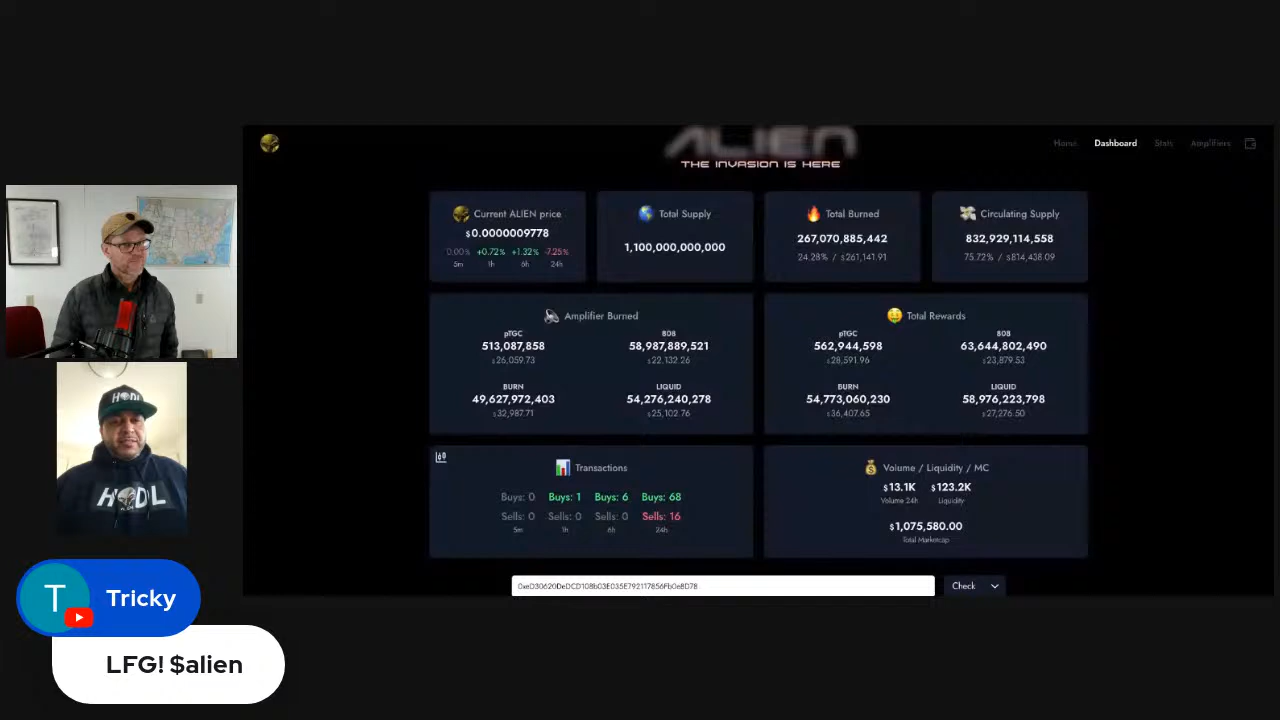 ALIEN
THE INVASION IS HERE
Home Dashboard Stats Amplifiers
Current ALIEN price
$0.0000009778
0.00% +0.72% +1.32% -7.25%
5m 1h 6h 24h
Total Supply
1,100,000,000,000
Total Burned
267,070,885,442
24.28% / $261,141.91
Circulating Supply
832,929,114,558
75.72% / $814,438.09
Amplifier Burned
pTGC BDB
513,087,858 58,987,889,521
$26,059.73 $22,132.26
BURN LIQUID
49,627,972,403 54,276,240,278
$32,987.71 $25,102.76
Total Rewards
pTGC BDB
562,944,598 63,644,802,490
$28,591.96 $23,879.53
BURN LIQUID
54,773,060,230 58,976,223,798
$36,407.65 $27,276.50
Transactions
Buys: 0 Buys: 1 Buys: 6 Buys: 68
Sells: 0 Sells: 0 Sells: 0 Sells: 16
5m 1h 6h 24h
Volume / Liquidity / MC
$13.1K $123.2K
Volume 24h Liquidity
$1,075,580.00
Total Marketcap
Check
HODL
HODL
T
Tricky
LFG! $alien